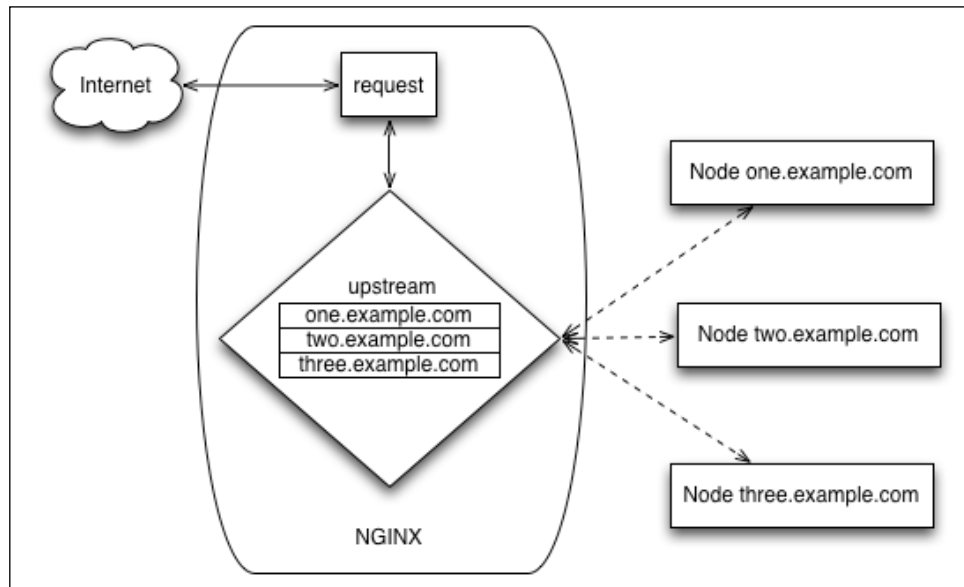 Internet
request
upstream
one.example.com
two.example.com
three.example.com
NGINX
Node one.example.com
Node two.example.com
Node three.example.com